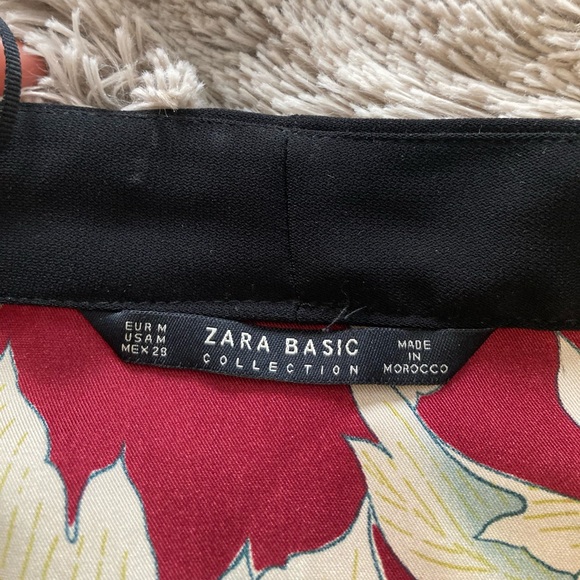 EUR M
USA M
MEX 28
ZARA BASIC
COLLECTION
MADE
IN
MOROCCO